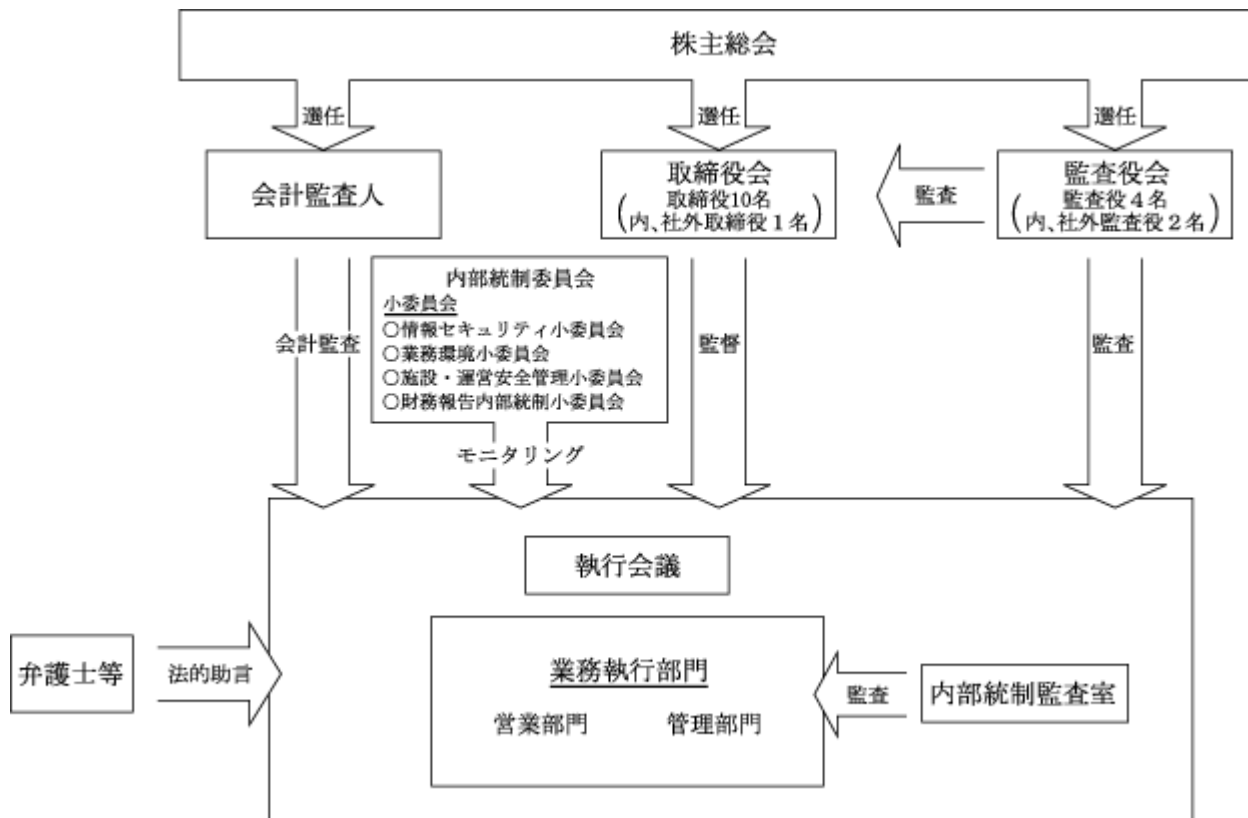 株主総会
選任
選任
選任
会計監査人
取締役会
取締役10名
(内、社外取締役1名)
監査
監査役会
監査役4名
(内、社外監査役2名)
内部統制委員会
小委員会
○情報セキュリティ小委員会
○業務環境小委員会
○施設・運営安全管理小委員会
○財務報告内部統制小委員会
会計監査
監督
監査
モニタリング
執行会議
弁護士等
法的助言
業務執行部門
営業部門 管理部門
監査
内部統制監査室